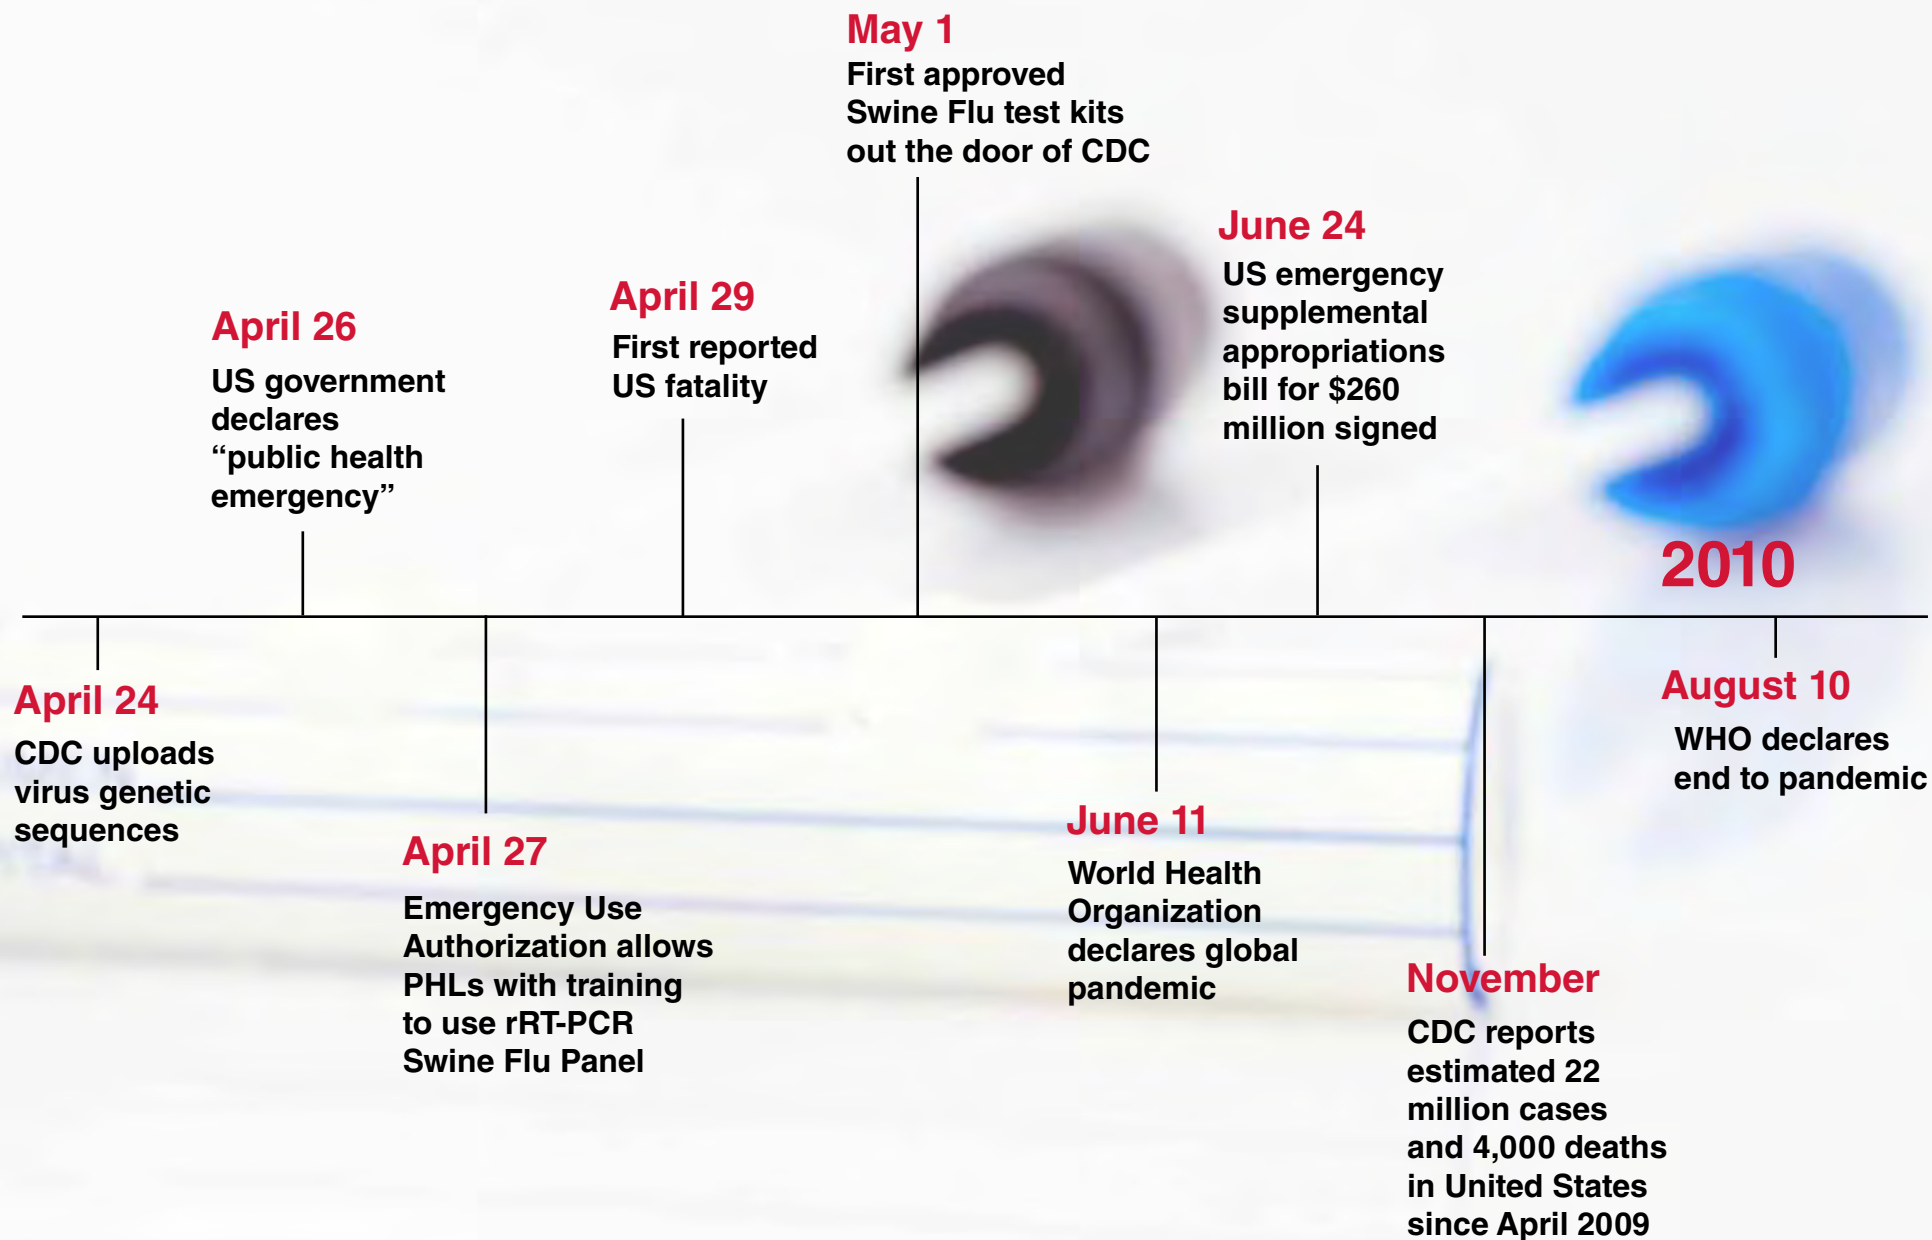 May 1
First approved
Swine Flu test kits
out the door of CDC
June 24
US emergency
supplemental
appropriations
bill for $260
million signed
April 29
First reported
US fatality
April 26
US government
declares
“public health
emergency”
2010
April 24
CDC uploads
virus genetic
sequences
April 27
Emergency Use
Authorization allows
PHLs with training
to use rRT-PCR
Swine Flu Panel
June 11
World Health
Organization
declares global
pandemic
November
CDC reports
estimated 22
million cases
and 4,000 deaths
in United States
since April 2009
August 10
WHO declares
end to pandemic